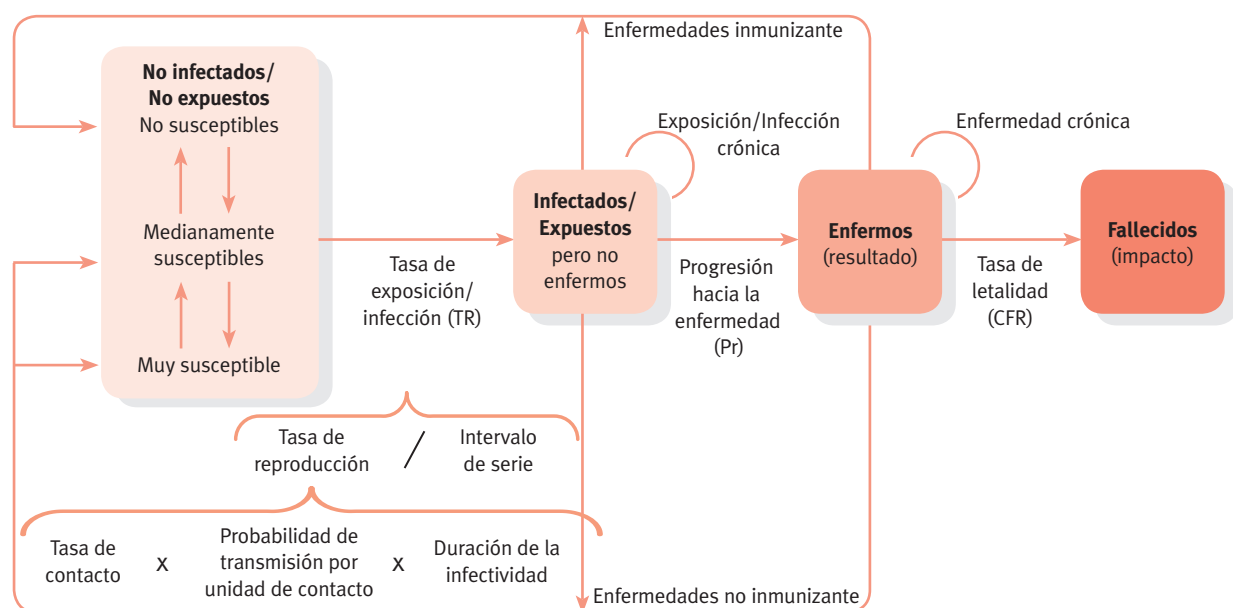 Enfermedades inmunizante
No infectados/
No expuestos
No susceptibles
Medianamente
susceptibles
Muy susceptible
Tasa de
exposición/
infección (TR)
Infectados/
Expuestos
pero no
enfermos
Exposición/Infección
crónica
Progresión
hacia la
enfermedad
(Pr)
Enfermos
(resultado)
Enfermedad crónica
Tasa de
letalidad
(CFR)
Fallecidos
(impacto)
Tasa de
reproducción
/
Intervalo
de serie
Tasa de
contacto
x
Probabilidad de
transmisión por
unidad de contacto
x
Duración de la
infectividad
Enfermedades no inmunizante